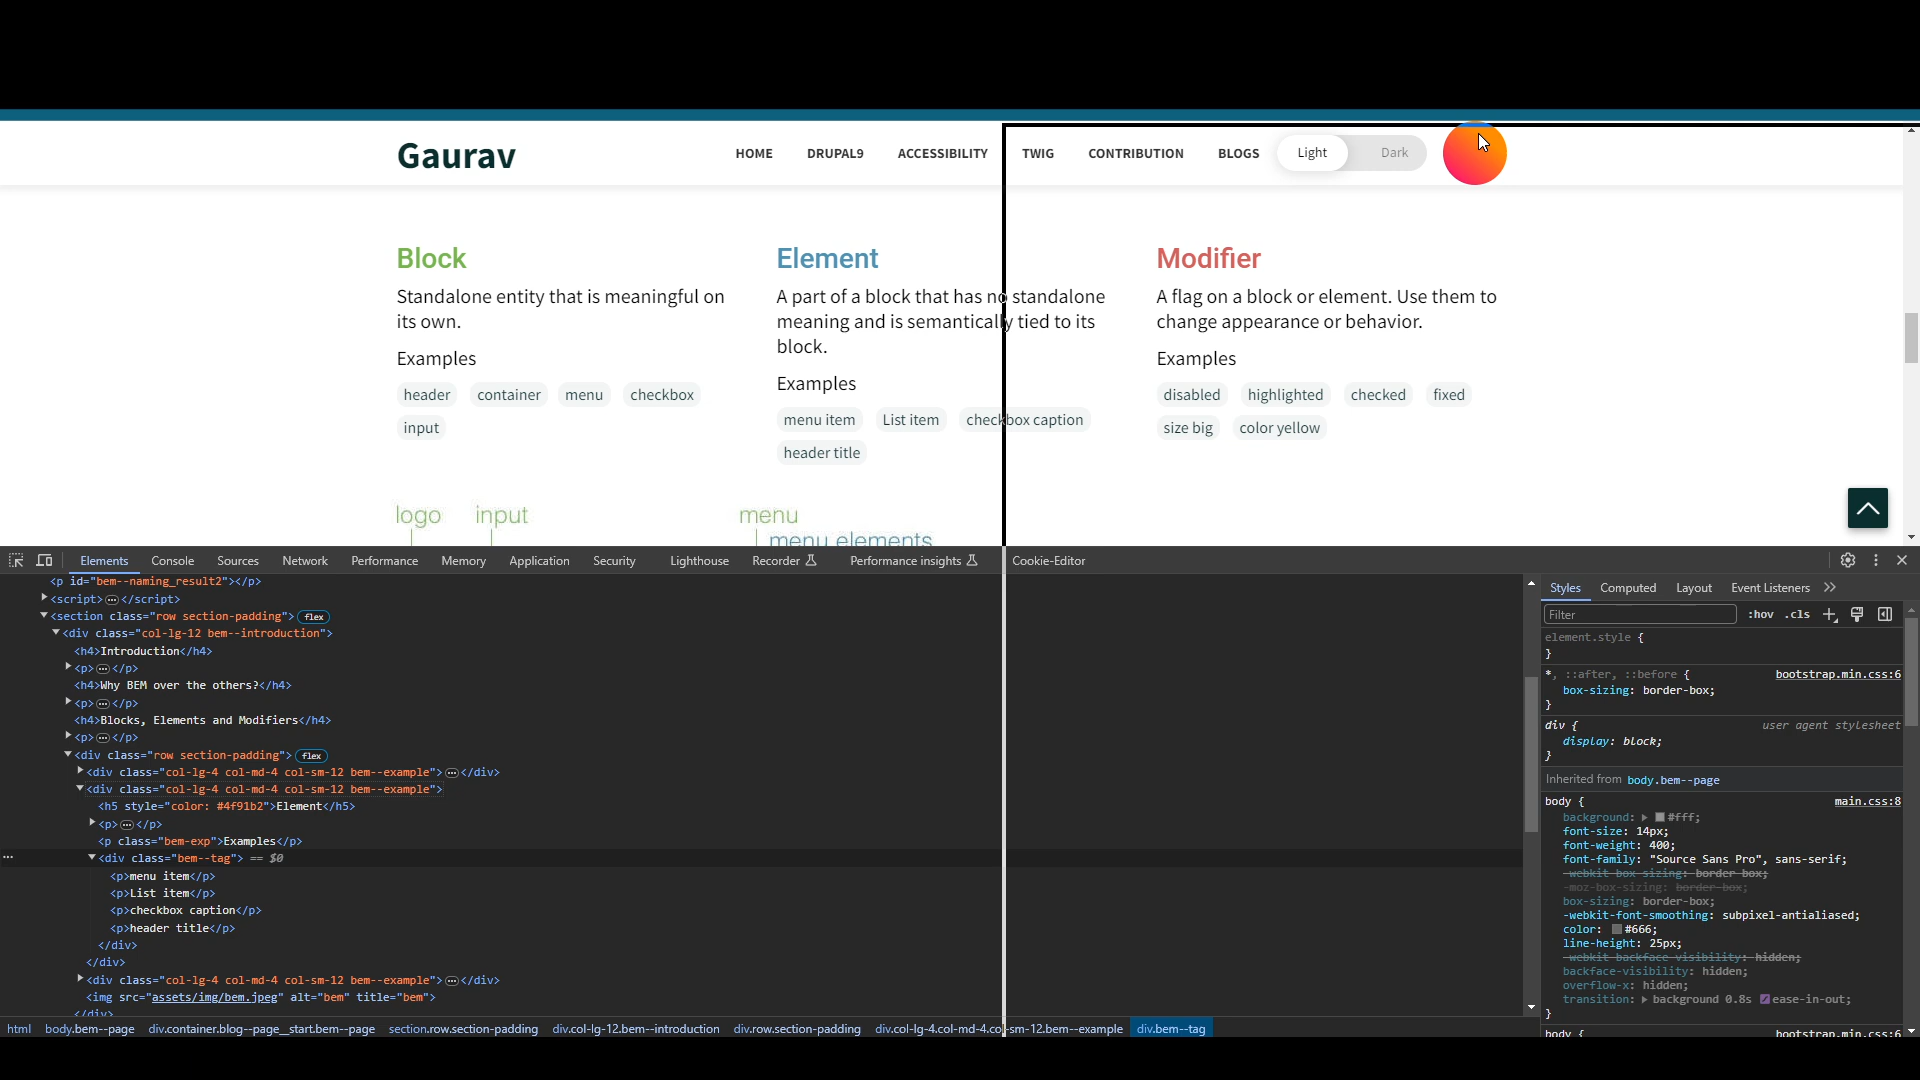 Gaurav
HOME DRUPAL9 ACCESSIBILITY TWIG CONTRIBUTION BLOGS Light Dark
Block
Standalone entity that is meaningful on
its own.
Examples
header container menu checkbox
input
Element
A part of a block that has no standalone
meaning and is semantically tied to its
block.
Examples
menu item List item checkbox caption
header title
Modifier
A flag on a block or element. Use them to
change appearance or behavior.
Examples
disabled highlighted checked fixed
size big color yellow
logo input menu
menu elements
Elements Console Sources Network Performance Memory Application Security Lighthouse Recorder Performance insights Cookie-Editor
<p id="bem--naming_result2"></p>
<script>…</script>
<section class="row section-padding"> flex
<div class="col-lg-12 bem--introduction">
<h4>Introduction</h4>
<p>…</p>
<h4>Why BEM over the others?</h4>
<p>…</p>
<h4>Blocks, Elements and Modifiers</h4>
<p>…</p>
<div class="row section-padding"> flex
<div class="col-lg-4 col-md-4 col-sm-12 bem--example">…</div>
<div class="col-lg-4 col-md-4 col-sm-12 bem--example">
<h5 style="color: #4f91b2">Element</h5>
<p>…</p>
<p class="bem-exp">Examples</p>
… <div class="bem--tag"> == $0
<p>menu item</p>
<p>List item</p>
<p>checkbox caption</p>
<p>header title</p>
</div>
</div>
<div class="col-lg-4 col-md-4 col-sm-12 bem--example">…</div>
<img src="assets/img/bem.jpeg" alt="bem" title="bem">
</div>
html body.bem--page div.container.blog--page__start.bem--page section.row.section-padding div.col-lg-12.bem--introduction div.row.section-padding div.col-lg-4.col-md-4.col-sm-12.bem--example div.bem--tag
Styles Computed Layout Event Listeners »
Filter :hov .cls +
element.style {
}
*, ::after, ::before { bootstrap.min.css:6
box-sizing: border-box;
}
div { user agent stylesheet
display: block;
}
Inherited from body.bem--page
body { main.css:8
background: #fff;
font-size: 14px;
font-weight: 400;
font-family: "Source Sans Pro", sans-serif;
-webkit-box-sizing: border-box;
-moz-box-sizing: border-box;
box-sizing: border-box;
-webkit-font-smoothing: subpixel-antialiased;
color: #666;
line-height: 25px;
-webkit-backface-visibility: hidden;
backface-visibility: hidden;
overflow-x: hidden;
transition: background 0.8s ease-in-out;
}
body { bootstrap.min.css:6